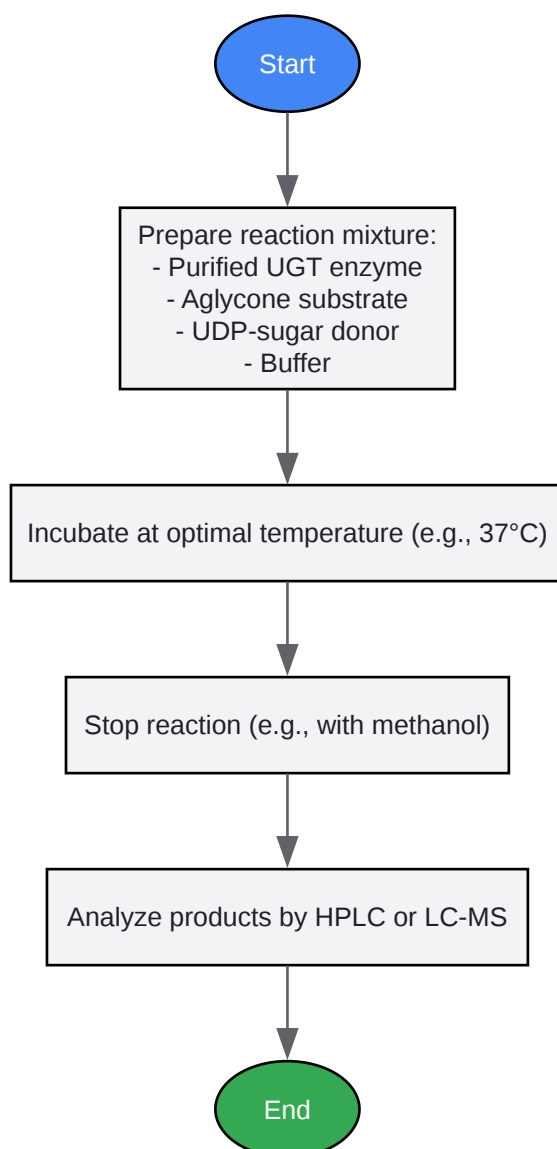 Start
Prepare reaction mixture:
- Purified UGT enzyme
- Aglycone substrate
- UDP-sugar donor
- Buffer
Incubate at optimal temperature (e.g., 37°C)
Stop reaction (e.g., with methanol)
Analyze products by HPLC or LC-MS
End